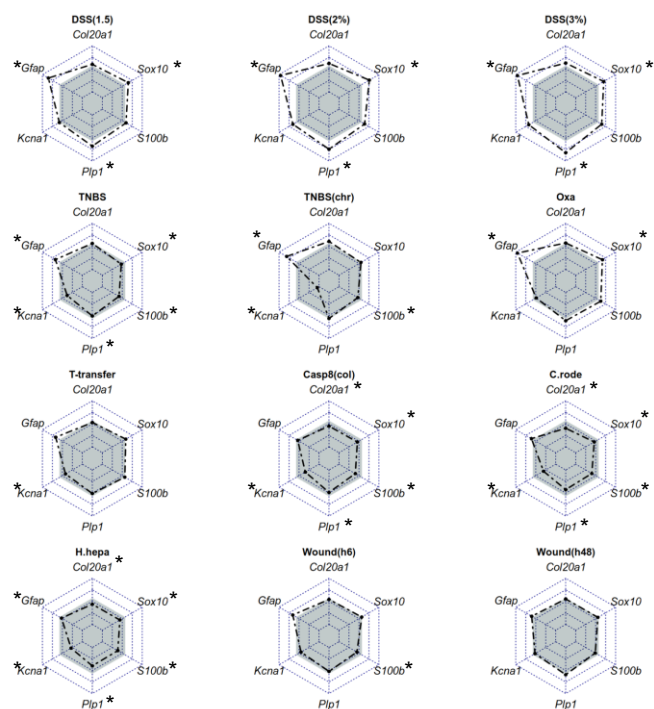 DSS(1.5) DSS(2%) DSS(3%)
Col20a1 Col20a1 Col20a1
*Gfap Sox10 * *Gfap Sox10 * *Gfap Sox10 *
Kcna1 S100b Kcna1 S100b Kcna1 S100b
Plp1 * Plp1 * Plp1 *
TNBS TNBS(chr) Oxa
Col20a1 Col20a1 Col20a1
*Gfap Sox10 * *Gfap Sox10 *Gfap Sox10 *
*Kcna1 S100b * *Kcna1 S100b * Kcna1 S100b
Plp1 * Plp1 Plp1
T-transfer Casp8(col) C.rode
Col20a1 Col20a1 * Col20a1 *
Gfap Sox10 Gfap Sox10 * Gfap Sox10 *
*Kcna1 S100b *Kcna1 S100b * *Kcna1 S100b *
Plp1 Plp1 * Plp1 *
H.hepa Wound(h6) Wound(h48)
Col20a1 * Col20a1 Col20a1
*Gfap Sox10 * Gfap Sox10 Gfap Sox10
*Kcna1 S100b * Kcna1 S100b * Kcna1 S100b
Plp1 * Plp1 Plp1